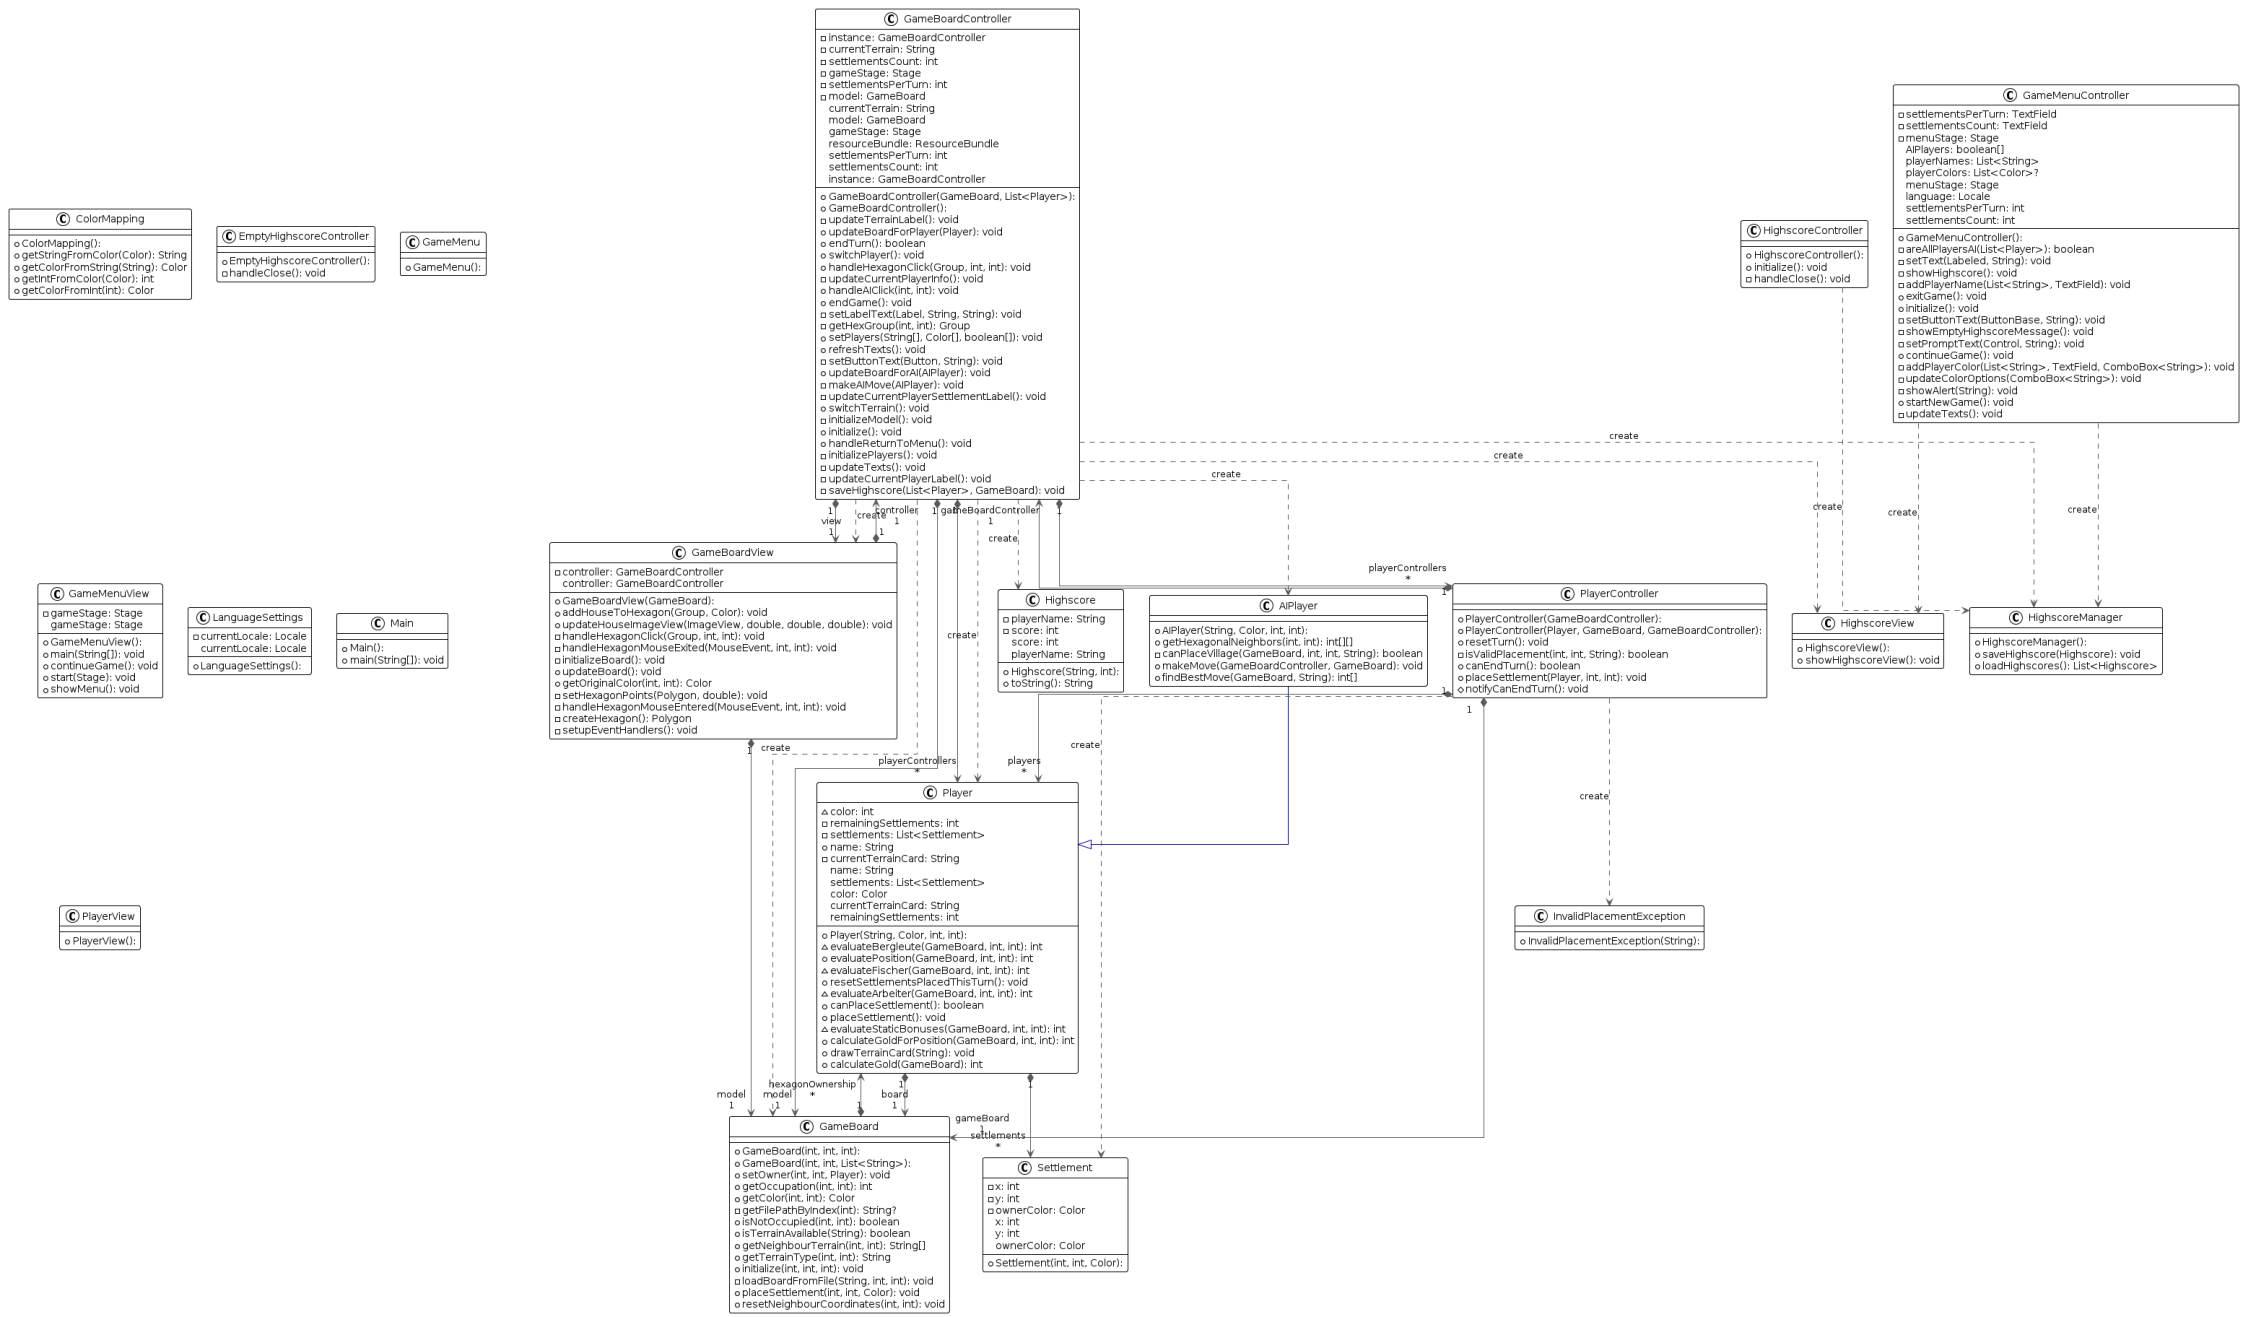 GameBoardController
instance: GameBoardController
currentTerrain: String
settlementsCount: int
gameStage: Stage
settlementsPerTurn: int
model: GameBoard
currentTerrain: String
model: GameBoard
gameStage: Stage
resourceBundle: ResourceBundle
settlementsPerTurn: int
settlementsCount: int
instance: GameBoardController
GameBoardController(GameBoard, List<Player>):
GameBoardController():
updateTerrainLabel(): void
updateBoardForPlayer(Player): void
endTurn(): boolean
switchPlayer(): void
handleHexagonClick(Group, int, int): void
updateCurrentPlayerInfo(): void
handleAIClick(int, int): void
endGame(): void
setLabelText(Label, String, String): void
getHexGroup(int, int): Group
setPlayers(String[], Color[], boolean[]): void
refreshTexts(): void
setButtonText(Button, String): void
updateBoardForAI(AIPlayer): void
makeAIMove(AIPlayer): void
updateCurrentPlayerSettlementLabel(): void
switchTerrain(): void
initializeModel(): void
initialize(): void
handleReturnToMenu(): void
initializePlayers(): void
updateTexts(): void
updateCurrentPlayerLabel(): void
saveHighscore(List<Player>, GameBoard): void
GameMenuController
settlementsPerTurn: TextField
settlementsCount: TextField
menuStage: Stage
AIPlayers: boolean[]
playerNames: List<String>
playerColors: List<Color>?
menuStage: Stage
language: Locale
settlementsPerTurn: int
settlementsCount: int
GameMenuController():
areAllPlayersAI(List<Player>): boolean
setText(Labeled, String): void
showHighscore(): void
addPlayerName(List<String>, TextField): void
exitGame(): void
initialize(): void
setButtonText(ButtonBase, String): void
showEmptyHighscoreMessage(): void
setPromptText(Control, String): void
continueGame(): void
addPlayerColor(List<String>, TextField, ComboBox<String>): void
updateColorOptions(ComboBox<String>): void
showAlert(String): void
startNewGame(): void
updateTexts(): void
ColorMapping
ColorMapping():
getStringFromColor(Color): String
getColorFromString(String): Color
getIntFromColor(Color): int
getColorFromInt(int): Color
EmptyHighscoreController
EmptyHighscoreController():
handleClose(): void
GameMenu
GameMenu():
HighscoreController
HighscoreController():
initialize(): void
handleClose(): void
create
create
create
1
view
1
create
controller
1
1
1
1
gameBoardController
1
1
create
create
create
create
playerControllers
*
1
GameMenuView
gameStage: Stage
gameStage: Stage
GameMenuView():
main(String[]): void
continueGame(): void
start(Stage): void
showMenu(): void
LanguageSettings
currentLocale: Locale
currentLocale: Locale
LanguageSettings():
Main
Main():
main(String[]): void
GameBoardView
controller: GameBoardController
controller: GameBoardController
GameBoardView(GameBoard):
addHouseToHexagon(Group, Color): void
updateHouseImageView(ImageView, double, double, double): void
handleHexagonClick(Group, int, int): void
handleHexagonMouseExited(MouseEvent, int, int): void
initializeBoard(): void
updateBoard(): void
getOriginalColor(int, int): Color
setHexagonPoints(Polygon, double): void
handleHexagonMouseEntered(MouseEvent, int, int): void
createHexagon(): Polygon
setupEventHandlers(): void
create
Highscore
playerName: String
score: int
score: int
playerName: String
Highscore(String, int):
toString(): String
AIPlayer
AIPlayer(String, Color, int, int):
getHexagonalNeighbors(int, int): int[][]
canPlaceVillage(GameBoard, int, int, String): boolean
makeMove(GameBoardController, GameBoard): void
findBestMove(GameBoard, String): int[]
PlayerController
PlayerController(GameBoardController):
PlayerController(Player, GameBoard, GameBoardController):
resetTurn(): void
isValidPlacement(int, int, String): boolean
canEndTurn(): boolean
placeSettlement(Player, int, int): void
notifyCanEndTurn(): void
HighscoreView
HighscoreView():
showHighscoreView(): void
HighscoreManager
HighscoreManager():
saveHighscore(Highscore): void
loadHighscores(): List<Highscore>
1
1
1
create
create
create
playerControllers
*
players
*
Player
color: int
remainingSettlements: int
settlements: List<Settlement>
name: String
currentTerrainCard: String
name: String
settlements: List<Settlement>
color: Color
currentTerrainCard: String
remainingSettlements: int
Player(String, Color, int, int):
evaluateBergleute(GameBoard, int, int): int
evaluatePosition(GameBoard, int, int): int
evaluateFischer(GameBoard, int, int): int
resetSettlementsPlacedThisTurn(): void
evaluateArbeiter(GameBoard, int, int): int
canPlaceSettlement(): boolean
placeSettlement(): void
evaluateStaticBonuses(GameBoard, int, int): int
calculateGoldForPosition(GameBoard, int, int): int
drawTerrainCard(String): void
calculateGold(GameBoard): int
PlayerView
PlayerView():
InvalidPlacementException
InvalidPlacementException(String):
model
1
model
1
hexagonOwnership
*
1
1
board
1
1
gameBoard
1
settlements
*
GameBoard
GameBoard(int, int, int):
GameBoard(int, int, List<String>):
setOwner(int, int, Player): void
getOccupation(int, int): int
getColor(int, int): Color
getFilePathByIndex(int): String?
isNotOccupied(int, int): boolean
isTerrainAvailable(String): boolean
getNeighbourTerrain(int, int): String[]
getTerrainType(int, int): String
initialize(int, int, int): void
loadBoardFromFile(String, int, int): void
placeSettlement(int, int, Color): void
resetNeighbourCoordinates(int, int): void
Settlement
x: int
y: int
ownerColor: Color
x: int
y: int
ownerColor: Color
Settlement(int, int, Color):